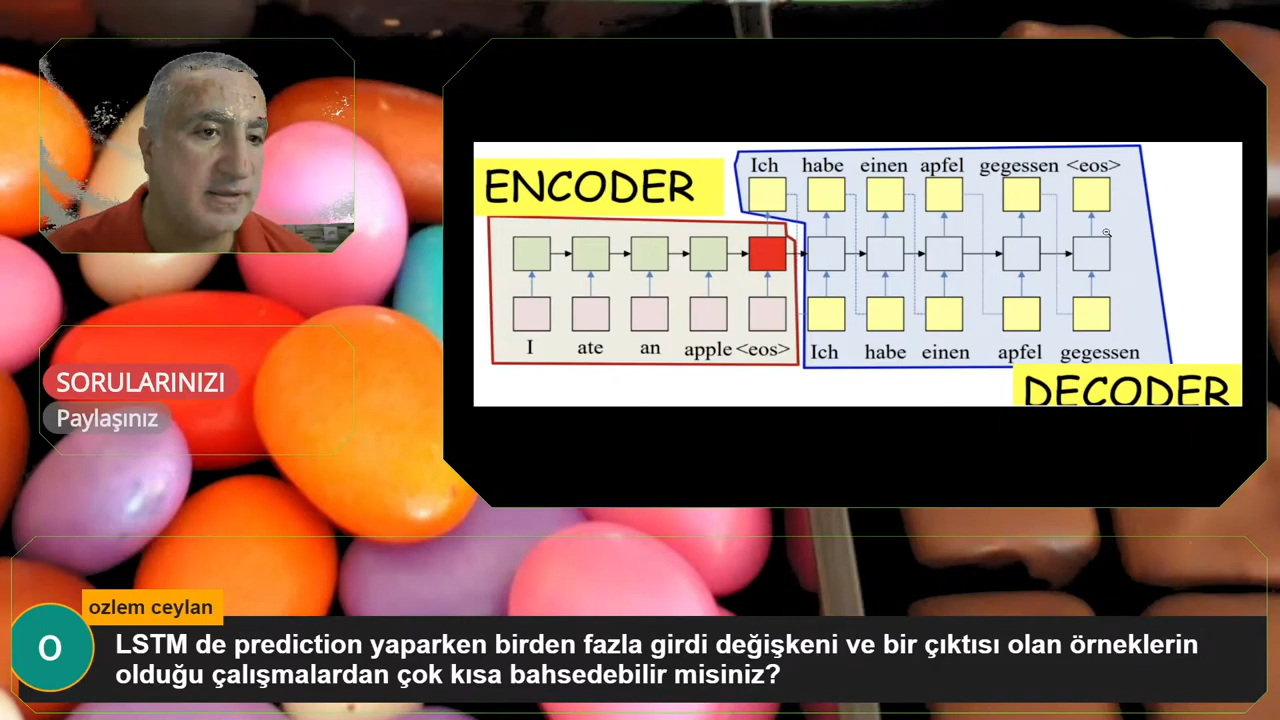 ENCODER
Ich habe einen apfel gegessen <eos>
I ate an apple <eos>
Ich habe einen apfel gegessen
DECODER
SORULARINIZI
Paylaşınız
ozlem ceylan
O
LSTM de prediction yaparken birden fazla girdi değişkeni ve bir çıktısı olan örneklerin
olduğu çalışmalardan çok kısa bahsedebilir misiniz?